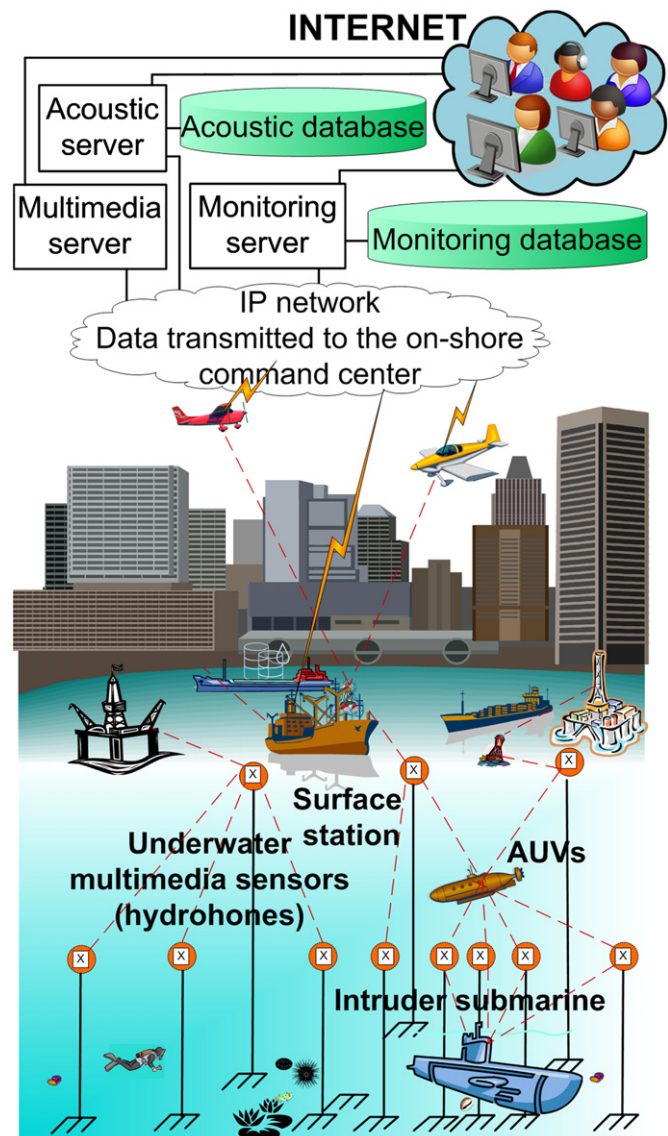 INTERNET
Acoustic
server
Acoustic database
Multimedia
server
Monitoring
server
Monitoring database
IP network
Data transmitted to the on-shore
command center
X
X
X
Surface
station
Underwater
multimedia sensors
(hydrohones)
AUVs
X
X
X
X
X
X
X
X
Intruder submarine